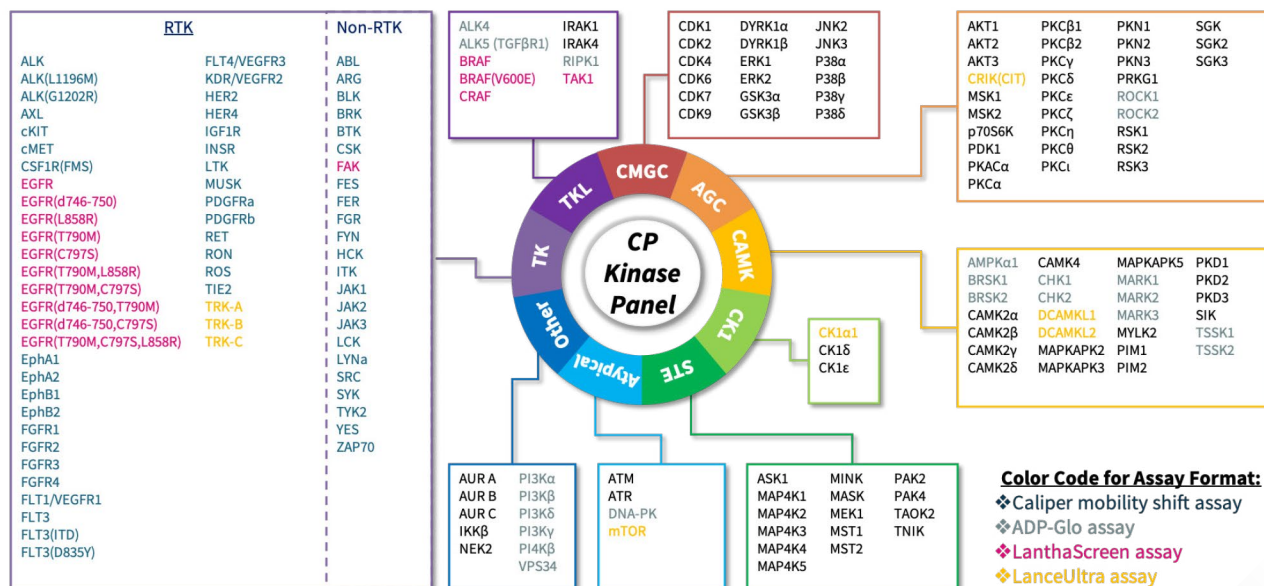 RTK
ALK
ALK(L1196M)
ALK(G1202R)
AXL
cKIT
cMET
CSF1R(FMS)
EGFR
EGFR(d746-750)
EGFR(L858R)
EGFR(T790M)
EGFR(C797S)
EGFR(T790M,L858R)
EGFR(T790M,C797S)
EGFR(d746-750,T790M)
EGFR(d746-750,C797S)
EGFR(T790M,C797S,L858R)
EphA1
EphA2
EphB1
EphB2
FGFR1
FGFR2
FGFR3
FGFR4
FLT1/VEGFR1
FLT3
FLT3(ITD)
FLT3(D835Y)
FLT4/VEGFR3
KDR/VEGFR2
HER2
HER4
IGF1R
INSR
LTK
MUSK
PDGFRa
PDGFRb
RET
RON
ROS
TIE2
TRK-A
TRK-B
TRK-C
Non-RTK
ABL
ARG
BLK
BRK
BTK
CSK
FAK
FES
FER
FGR
FYN
HCK
ITK
JAK1
JAK2
JAK3
LCK
LYNa
SRC
SYK
TYK2
YES
ZAP70
ALK4
ALK5 (TGFβR1)
BRAF
BRAF(V600E)
CRAF
IRAK1
IRAK4
RIPK1
TAK1
CDK1
CDK2
CDK4
CDK6
CDK7
CDK9
DYRK1α
DYRK1β
ERK1
ERK2
GSK3α
GSK3β
JNK2
JNK3
P38α
P38β
P38γ
P38δ
AKT1
AKT2
AKT3
CRIK(CIT)
MSK1
MSK2
p70S6K
PDK1
PKACα
PKCα
PKCβ1
PKCβ2
PKCγ
PKCδ
PKCε
PKCζ
PKCη
PKCθ
PKCι
PKN1
PKN2
PKN3
PRKG1
ROCK1
ROCK2
RSK1
RSK2
RSK3
SGK
SGK2
SGK3
CMGC
AGC
CAMK
CK1
STE
Atypical
Other
TK
TKL
CP
Kinase
Panel
AMPKα1
BRSK1
BRSK2
CAMK2α
CAMK2β
CAMK2γ
CAMK2δ
CAMK4
CHK1
CHK2
DCAMKL1
DCAMKL2
MAPKAPK2
MAPKAPK3
MAPKAPK5
MARK1
MARK2
MARK3
MYLK2
PIM1
PIM2
PKD1
PKD2
PKD3
SIK
TSSK1
TSSK2
CK1α1
CK1δ
CK1ε
AUR A
AUR B
AUR C
IKKβ
NEK2
PI3Kα
PI3Kβ
PI3Kδ
PI3Kγ
PI4Kβ
VPS34
ATM
ATR
DNA-PK
mTOR
ASK1
MAP4K1
MAP4K2
MAP4K3
MAP4K4
MAP4K5
MINK
MASK
MEK1
MST1
MST2
PAK2
PAK4
TAOK2
TNIK
Color Code for Assay Format:
❖Caliper mobility shift assay
❖ADP-Glo assay
❖LanthaScreen assay
❖LanceUltra assay